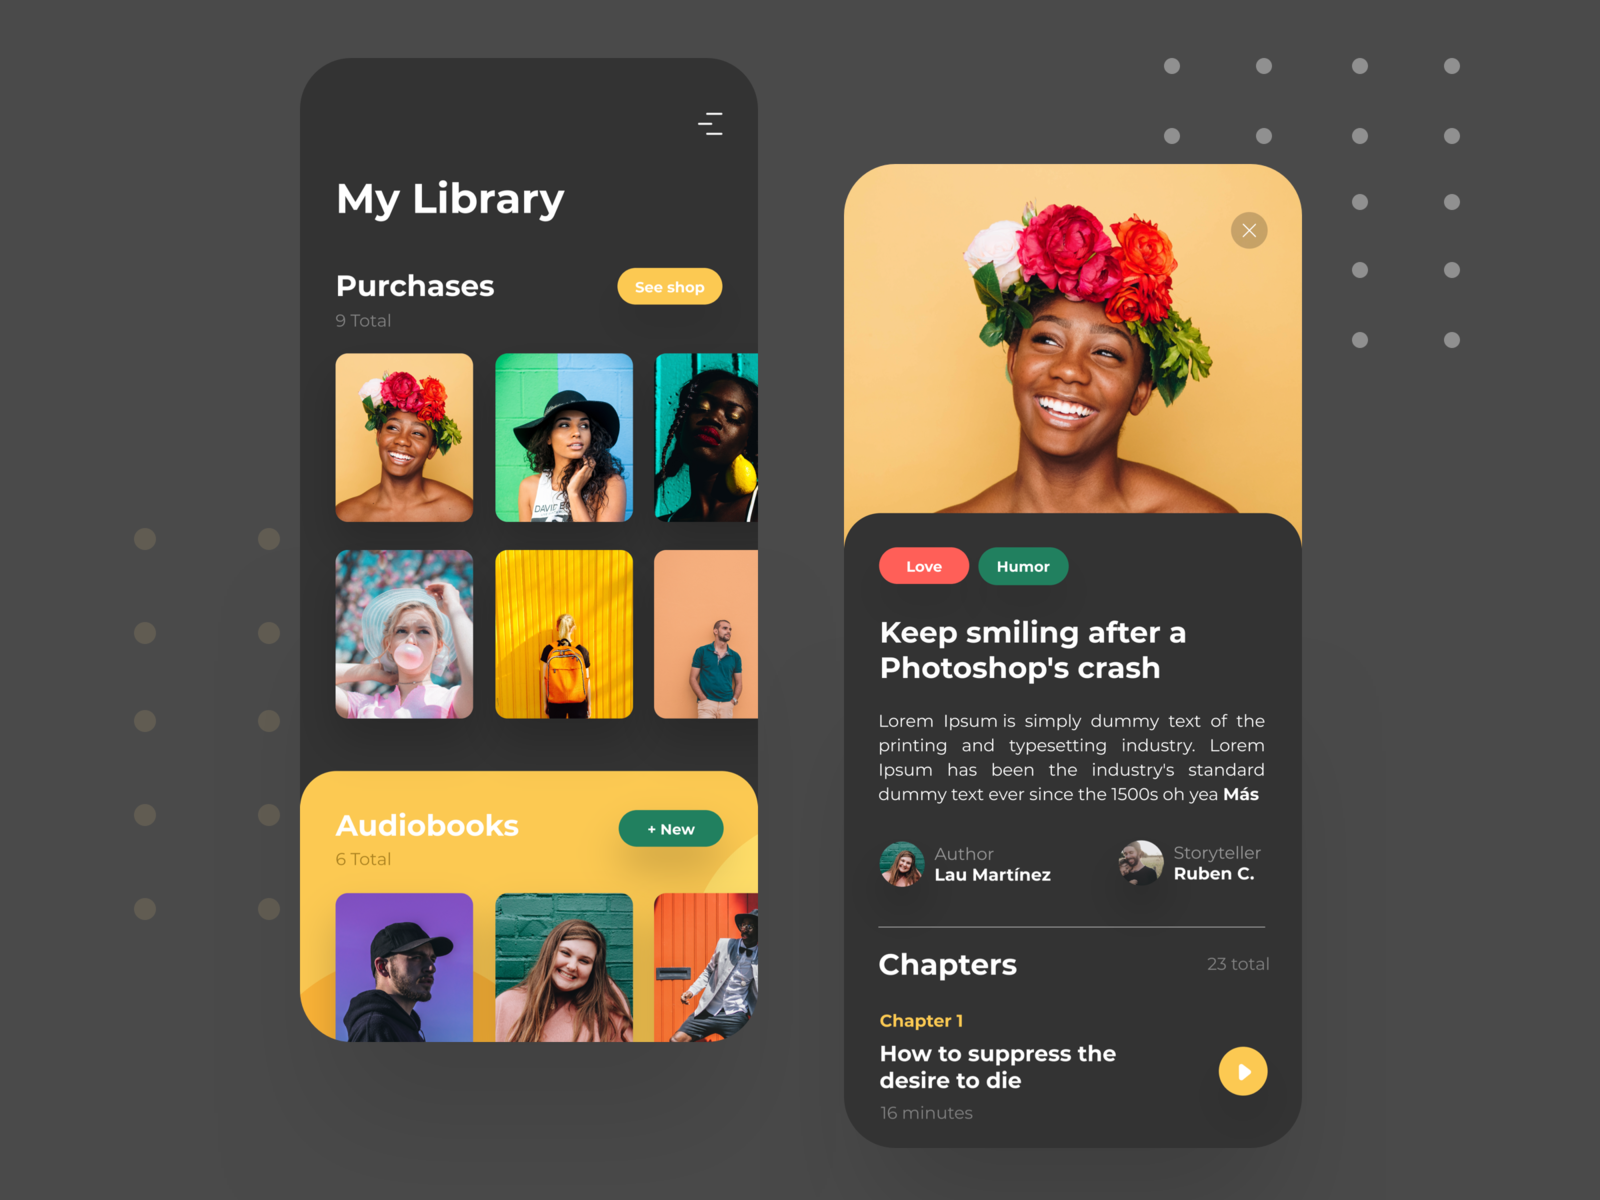 My Library
Purchases
See shop
9 Total
DAVID
Audiobooks
+ New
6 Total
Love
Humor
Keep smiling after a
Photoshop's crash
Lorem Ipsum is simply dummy text of the
printing and typesetting industry. Lorem
Ipsum has been the industry's standard
dummy text ever since the 1500s oh yea Más
Author
Lau Martínez
Storyteller
Ruben C.
Chapters
23 total
Chapter 1
How to suppress the
desire to die
16 minutes